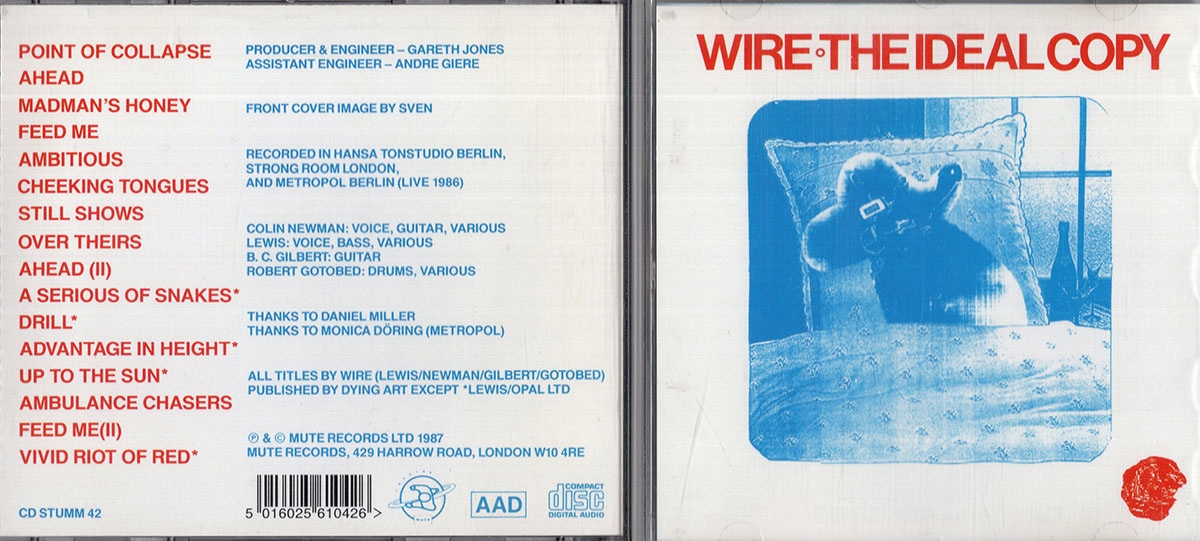 POINT OF COLLAPSE
AHEAD
MADMAN'S HONEY
FEED ME
AMBITIOUS
CHEEKING TONGUES
STILL SHOWS
OVER THEIRS
AHEAD (II)
A SERIOUS OF SNAKES*
DRILL*
ADVANTAGE IN HEIGHT*
UP TO THE SUN*
AMBULANCE CHASERS
FEED ME(II)
VIVID RIOT OF RED*
CD STUMM 42
PRODUCER & ENGINEER – GARETH JONES
ASSISTANT ENGINEER – ANDRE GIERE
FRONT COVER IMAGE BY SVEN
RECORDED IN HANSA TONSTUDIO BERLIN,
STRONG ROOM LONDON,
AND METROPOL BERLIN (LIVE 1986)
COLIN NEWMAN: VOICE, GUITAR, VARIOUS
LEWIS: VOICE, BASS, VARIOUS
B. C. GILBERT: GUITAR
ROBERT GOTOBED: DRUMS, VARIOUS
THANKS TO DANIEL MILLER
THANKS TO MONICA DÖRING (METROPOL)
ALL TITLES BY WIRE (LEWIS/NEWMAN/GILBERT/GOTOBED)
PUBLISHED BY DYING ART EXCEPT *LEWIS/OPAL LTD
℗ & © MUTE RECORDS LTD 1987
MUTE RECORDS, 429 HARROW ROAD, LONDON W10 4RE
5 016025 610426 >
mute
AAD
COMPACT
disc
DIGITAL AUDIO
WIRE°THE IDEAL COPY